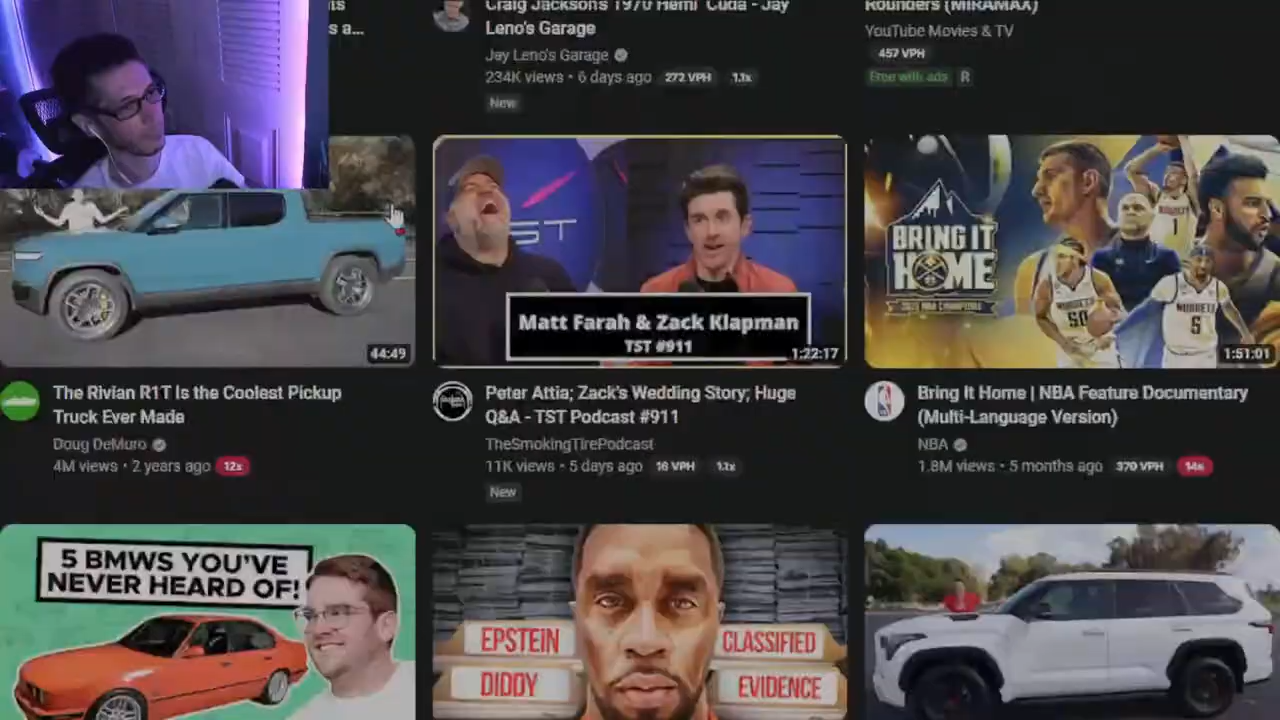 s a...
Craig Jackson's 1970 Hemi 'Cuda - Jay
Leno's Garage
Jay Leno's Garage
234K views • 6 days ago 272 VPH 1.1x
New
Rounders (MIRAMAX)
YouTube Movies & TV
457 VPH
Free with ads R
44:49
The Rivian R1T Is the Coolest Pickup
Truck Ever Made
Doug DeMuro
4M views • 2 years ago 12x
ST
Matt Farah & Zack Klapman
TST #911
1:22:17
Peter Attia; Zack's Wedding Story; Huge
Q&A - TST Podcast #911
TheSmokingTirePodcast
11K views • 5 days ago 16 VPH 1.1x
New
BRING IT
HOME
NUGGETS
50
NUGGETS
5
1
1:51:01
Bring It Home | NBA Feature Documentary
(Multi-Language Version)
NBA
1.8M views • 5 months ago 370 VPH 14x
5 BMWS YOU'VE
NEVER HEARD OF!
EPSTEIN
CLASSIFIED
DIDDY
EVIDENCE